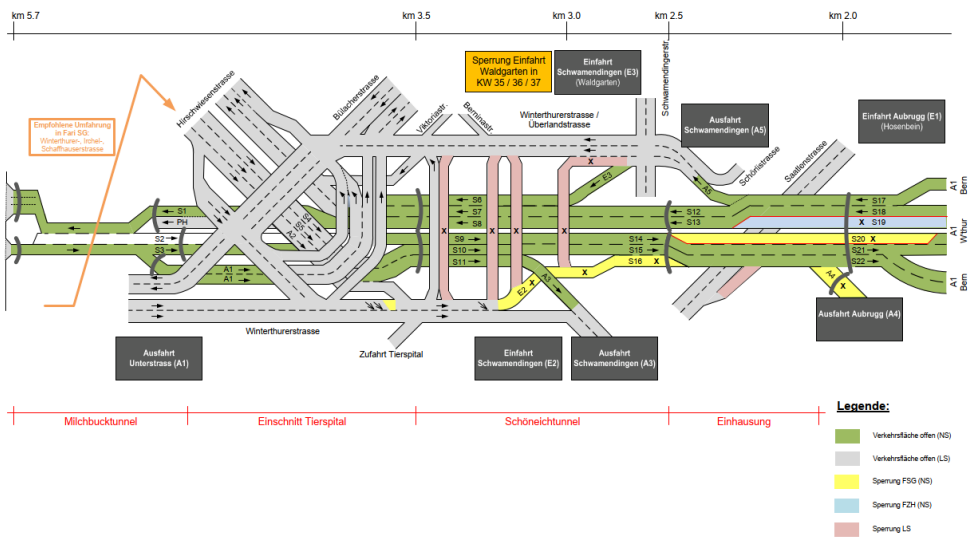 km 5.7
km 3.5
km 3.0
km 2.5
km 2.0
Sperrung Einfahrt
Waldgarten in
KW 35 / 36 / 37
Einfahrt
Schwamendingen (E3)
(Waldgarten)
Schwamendingerstr.
Hirschwiesenstrasse
Bülacherstrasse
Viktoriastr.
Berninastr.
Winterthurerstrasse /
Überlandstrasse
Ausfahrt
Schwamendingen (A5)
Einfahrt Aubrugg (E1)
(Hosenbein)
Empfohlene Umfahrung
in Fari SG:
Winterthurer-, Irchel-,
Schaffhauserstrasse
Schörlistrasse
Saatlenstrasse
A1
Bern
A1
W'thur
A1
Bern
S1
PH
S2
S3
A1
A1
S6
S7
S8
S9
S10
S11
E3
A5
S12
S13
S14
S15
S16
S17
S18
X S19
S20 X
S21
S22
X
X
X
X
X
X
X
X
A3
E2
A4
Winterthurerstrasse
Zufahrt Tierspital
Ausfahrt
Unterstrass (A1)
Einfahrt
Schwamendingen (E2)
Ausfahrt
Schwamendingen (A3)
Ausfahrt Aubrugg (A4)
Milchbucktunnel
Einschnitt Tierspital
Schöneichtunnel
Einhausung
Legende:
Verkehrsfläche offen (NS)
Verkehrsfläche offen (LS)
Sperrung FSG (NS)
Sperrung FZH (NS)
Sperrung LS